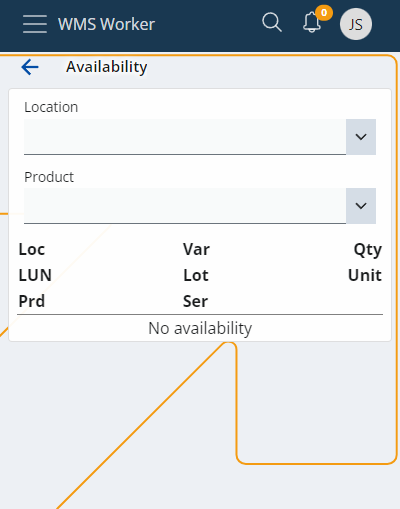 WMS Worker 0 JS
Availability
Location
Product
Loc Var Qty
LUN Lot Unit
Prd Ser
No availability